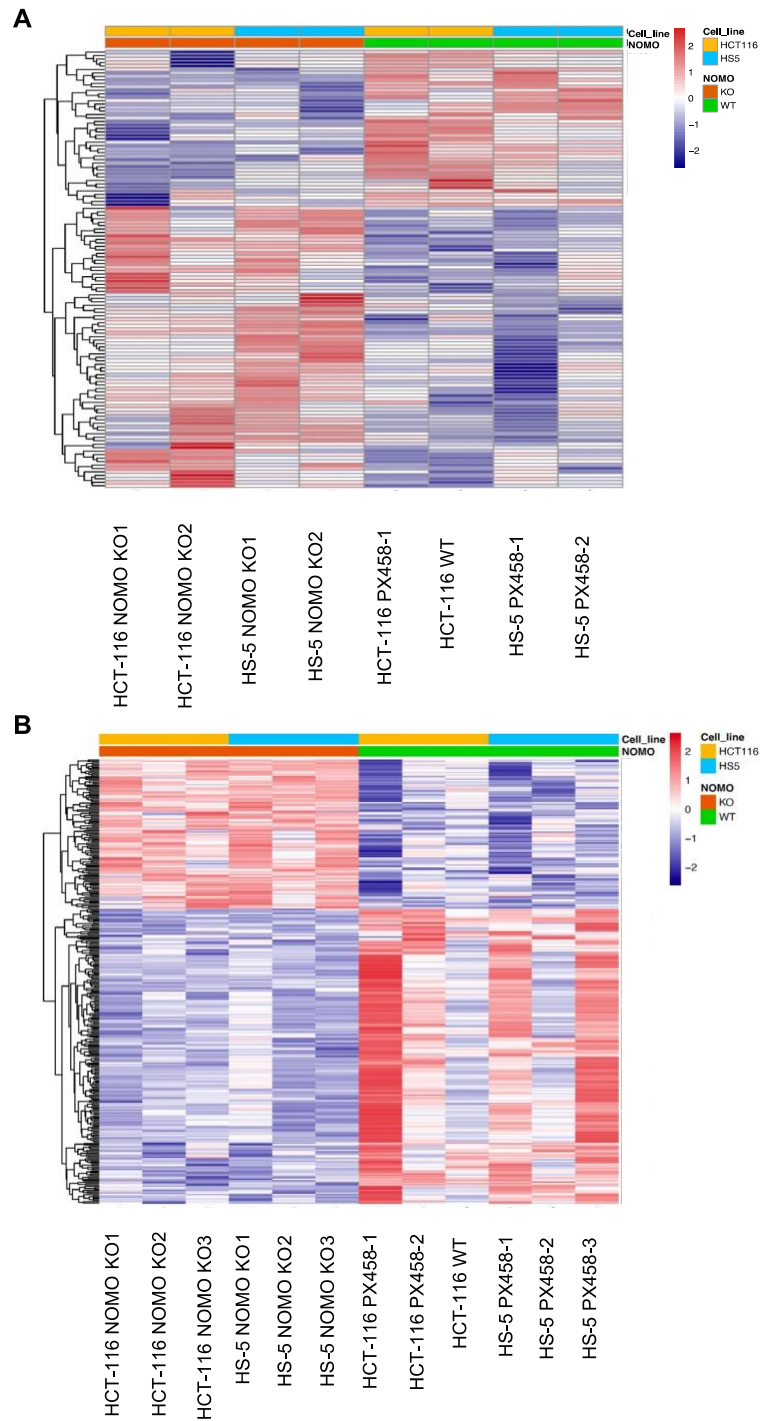 A
Cell_line
NOMO
2
1
0
−1
−2
Cell_line
HCT116
HS5
NOMO
KO
WT
HCT-116 NOMO KO1
HCT-116 NOMO KO2
HS-5 NOMO KO1
HS-5 NOMO KO2
HCT-116 PX458-1
HCT-116 WT
HS-5 PX458-1
HS-5 PX458-2
B
Cell_line
NOMO
2
1
0
−1
−2
Cell_line
HCT116
HS5
NOMO
KO
WT
HCT-116 NOMO KO1
HCT-116 NOMO KO2
HCT-116 NOMO KO3
HS-5 NOMO KO1
HS-5 NOMO KO2
HS-5 NOMO KO3
HCT-116 PX458-1
HCT-116 PX458-2
HCT-116 WT
HS-5 PX458-1
HS-5 PX458-2
HS-5 PX458-3